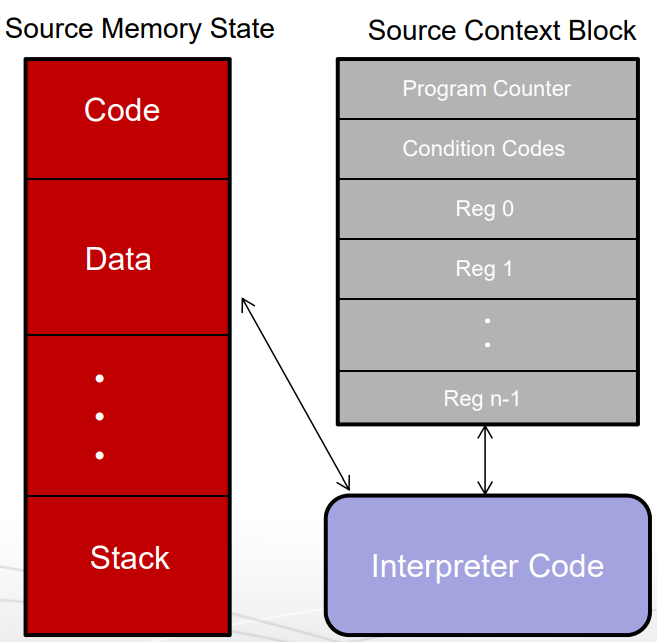 Source Memory State
Source Context Block
Code
Data
Stack
Program Counter
Condition Codes
Reg 0
Reg 1
Reg n-1
Interpreter Code